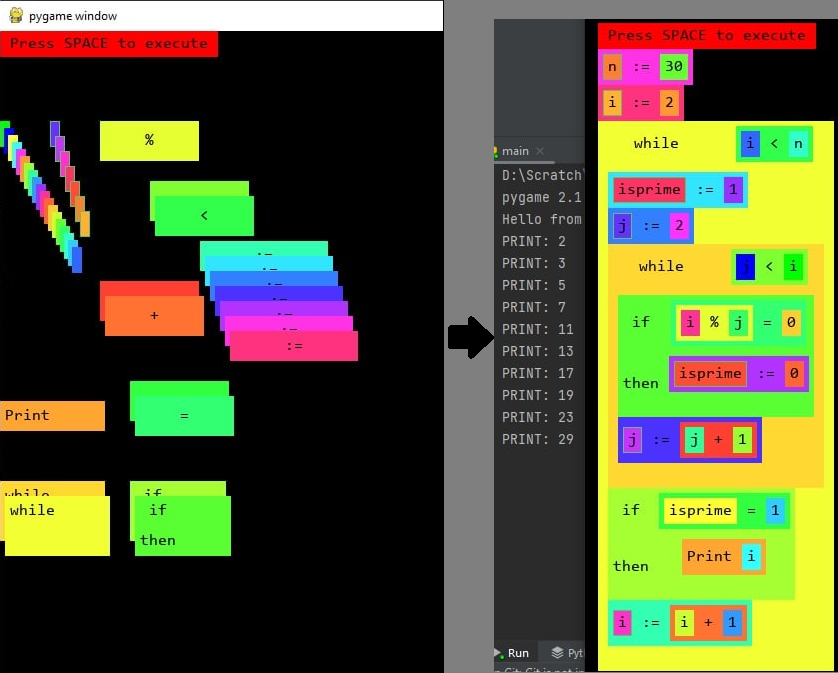 pygame window
Press SPACE to execute
%
<
:=
:=
:=
:=
:=
:=
:=
+
=
Print
while
while
if
if
then
main ×
D:\Scratch
pygame 2.1
Hello from
PRINT: 2
PRINT: 3
PRINT: 5
PRINT: 7
PRINT: 11
PRINT: 13
PRINT: 17
PRINT: 19
PRINT: 23
PRINT: 29
Run Pyt
Press SPACE to execute
n := 30
i := 2
while i < n
isprime := 1
j := 2
while j < i
if i % j = 0
then isprime := 0
j := j + 1
if isprime = 1
then Print i
i := i + 1